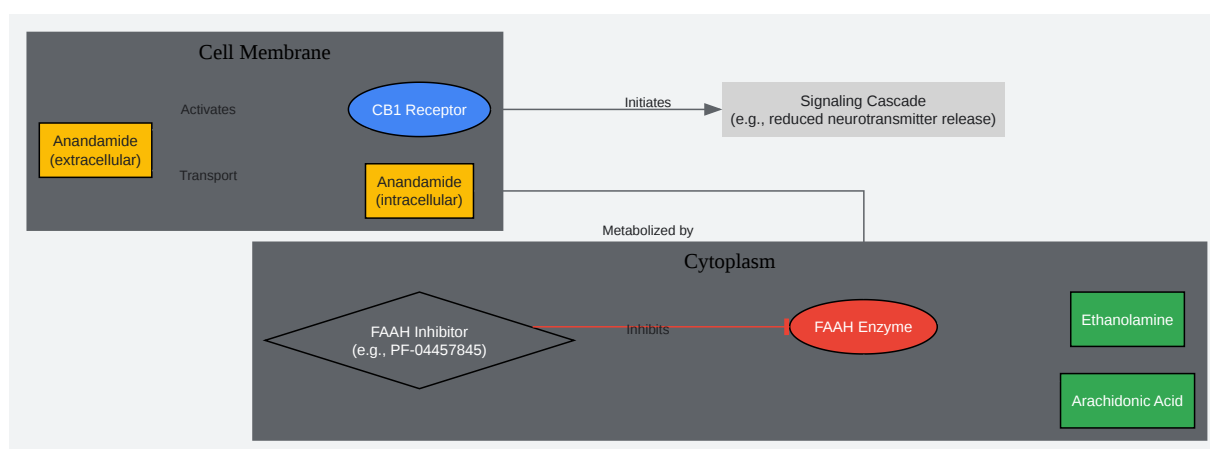 Cell Membrane
Activates
CB1 Receptor
Initiates
Signaling Cascade
(e.g., reduced neurotransmitter release)
Anandamide
(extracellular)
Transport
Anandamide
(intracellular)
Metabolized by
Cytoplasm
FAAH Inhibitor
(e.g., PF-04457845)
Inhibits
FAAH Enzyme
Ethanolamine
Arachidonic Acid